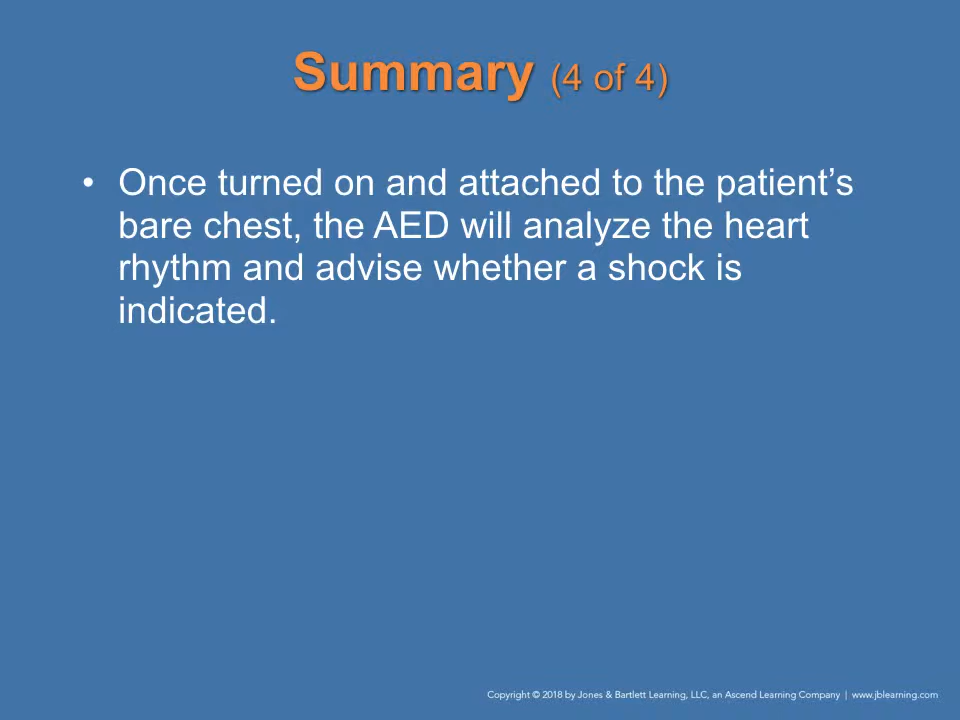 Summary (4 of 4)
• Once turned on and attached to the patient’s
bare chest, the AED will analyze the heart
rhythm and advise whether a shock is
indicated.
Copyright © 2018 by Jones & Bartlett Learning, LLC, an Ascend Learning Company | www.jblearning.com